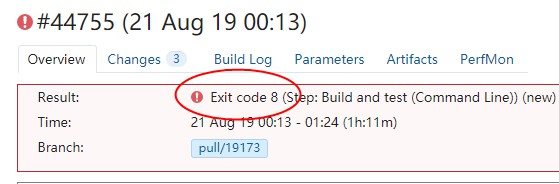 #44755 (21 Aug 19 00:13)
Overview Changes 3 Build Log Parameters Artifacts PerfMon
Result: Exit code 8 (Step: Build and test (Command Line)) (new)
Time: 21 Aug 19 00:13 - 01:24 (1h:11m)
Branch: pull/19173